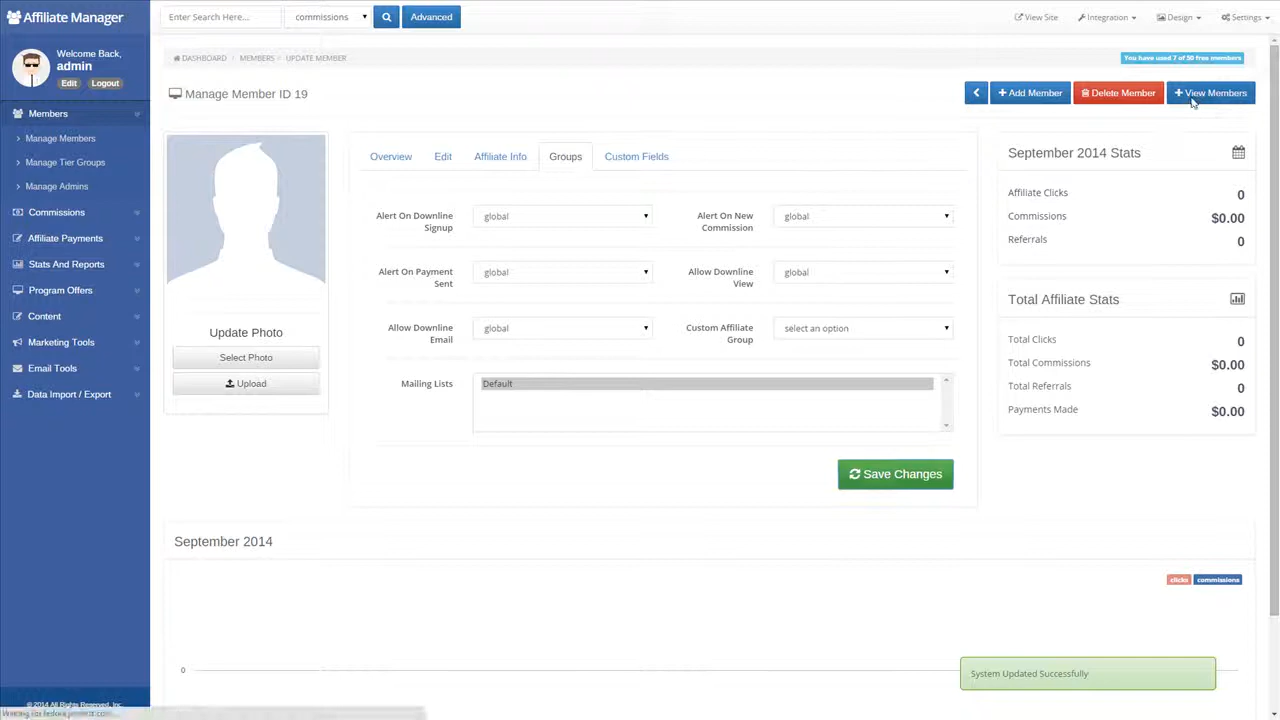 Affiliate Manager
Enter Search Here...
commissions
Advanced
View Site
Integration
Design
Settings
Welcome Back,
admin
Edit
Logout
DASHBOARD
MEMBERS
UPDATE MEMBER
You have used 7 of 50 free members
Manage Member ID 19
Add Member
Delete Member
View Members
Members
Manage Members
Manage Tier Groups
Manage Admins
Commissions
Affiliate Payments
Stats And Reports
Program Offers
Content
Marketing Tools
Email Tools
Data Import / Export
Update Photo
Select Photo
Upload
Overview
Edit
Affiliate Info
Groups
Custom Fields
Alert On Downline
Signup
global
Alert On New
Commission
global
Alert On Payment
Sent
global
Allow Downline
View
global
Allow Downline
Email
global
Custom Affiliate
Group
select an option
Mailing Lists
Default
Save Changes
September 2014 Stats
Affiliate Clicks 0
Commissions $0.00
Referrals 0
Total Affiliate Stats
Total Clicks 0
Total Commissions $0.00
Total Referrals 0
Payments Made $0.00
September 2014
clicks
commissions
0
System Updated Successfully
© 2014 All Rights Reserved, Inc.